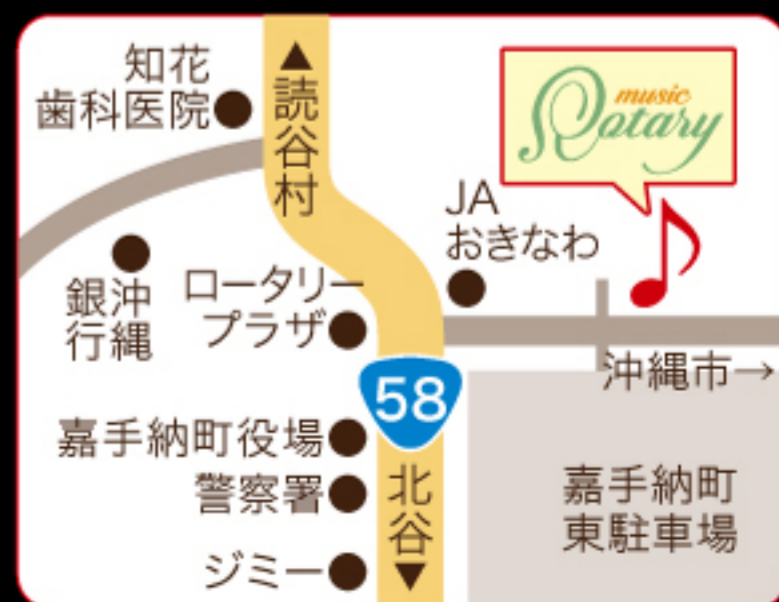 知花
歯科医院
▲読谷村
music
Rotary
JA
おきなわ
沖縄
銀行
ロータリー
プラザ
58
沖縄市→
嘉手納町役場
警察署
北谷▼
嘉手納町
東駐車場
ジミー